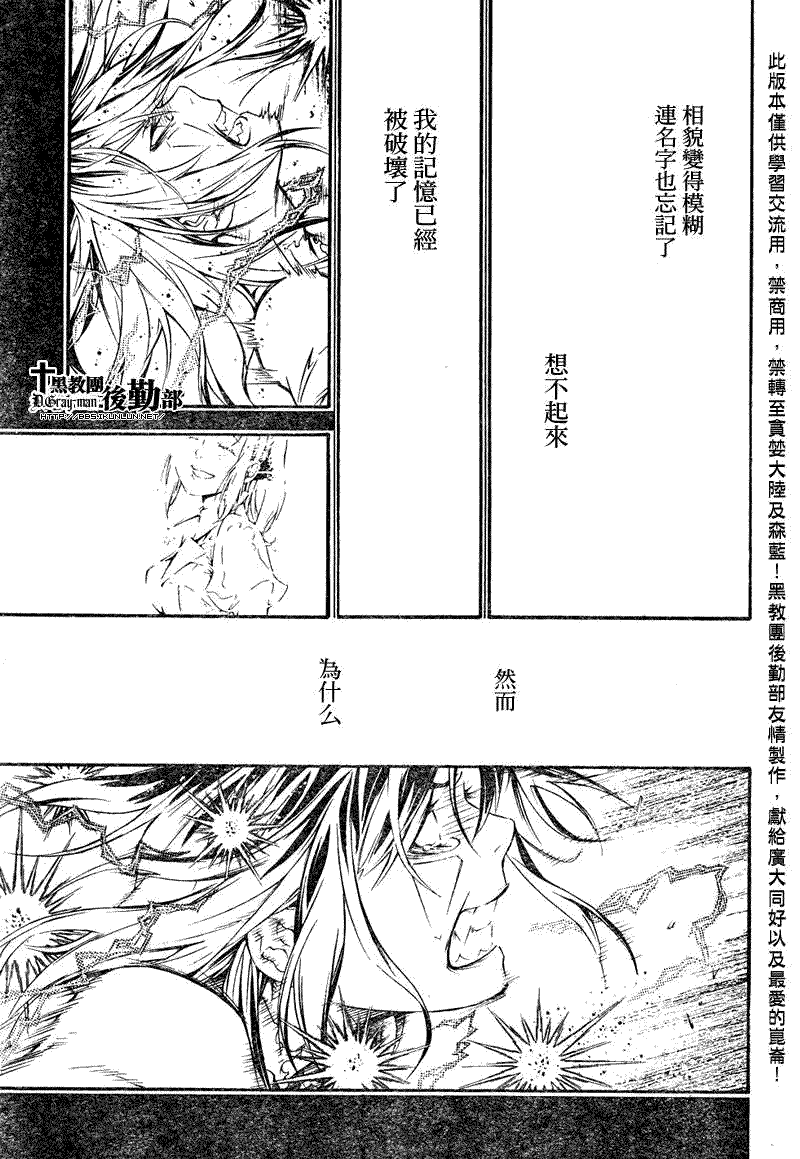 相貌變得模糊
連名字也忘記了
想不起來
我的記憶已經
被破壞了
然而
為什么
黑教團
D.Gray-man 後勤部
HTTP://BBS.IKUNLUN.NET/
此版本僅供學習交流用，禁商用，禁轉至貪婪大陸及森藍！黑教團後勤部友情製作，獻給廣大同好以及最愛的崑崙！